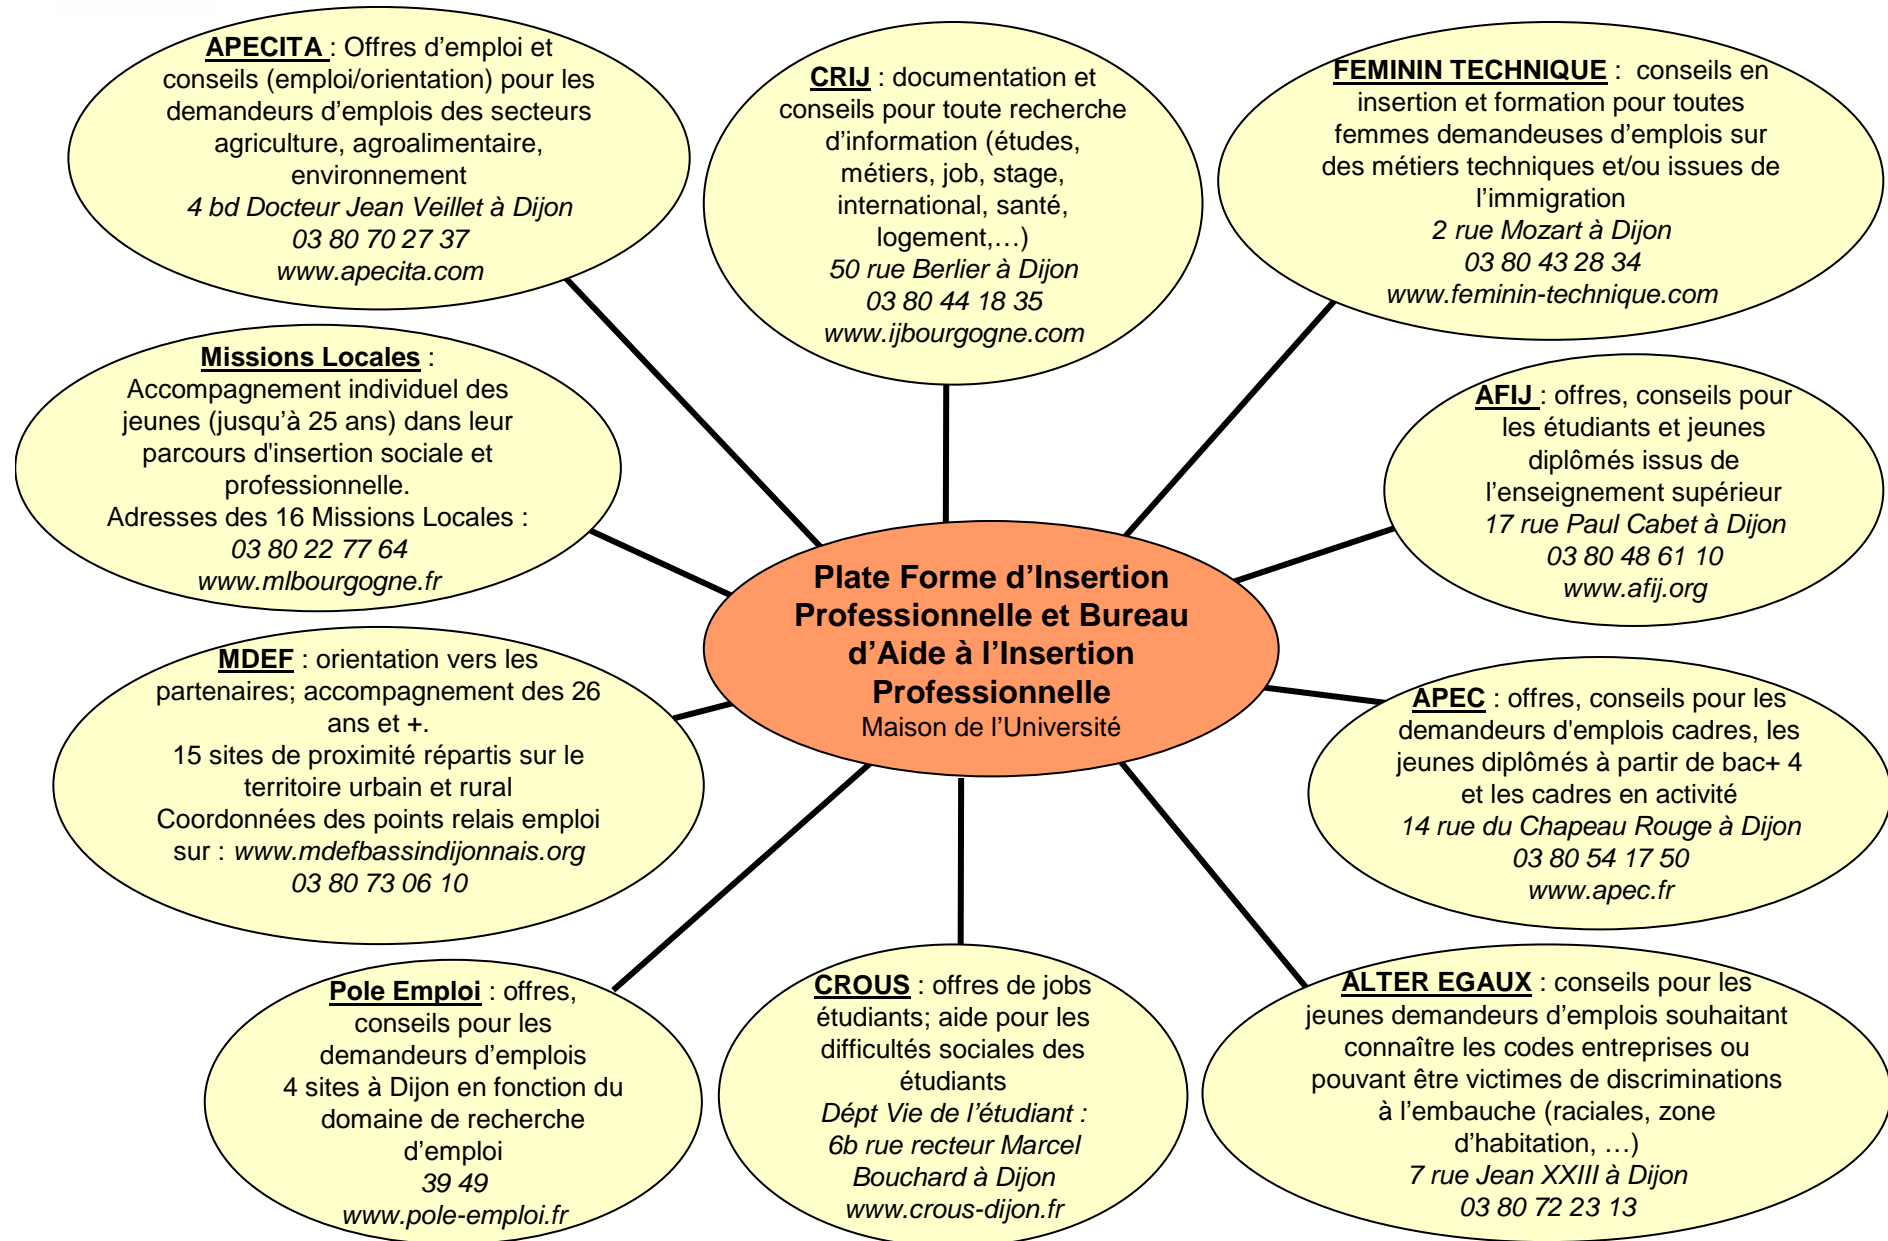 APECITA : Offres d’emploi et
conseils (emploi/orientation) pour les
demandeurs d’emplois des secteurs
agriculture, agroalimentaire,
environnement
4 bd Docteur Jean Veillet à Dijon
03 80 70 27 37
www.apecita.com
CRIJ : documentation et
conseils pour toute recherche
d’information (études,
métiers, job, stage,
international, santé,
logement,…)
50 rue Berlier à Dijon
03 80 44 18 35
www.ijbourgogne.com
FEMININ TECHNIQUE : conseils en
insertion et formation pour toutes
femmes demandeuses d’emplois sur
des métiers techniques et/ou issues de
l’immigration
2 rue Mozart à Dijon
03 80 43 28 34
www.feminin-technique.com
Missions Locales :
Accompagnement individuel des
jeunes (jusqu’à 25 ans) dans leur
parcours d'insertion sociale et
professionnelle.
Adresses des 16 Missions Locales :
03 80 22 77 64
www.mlbourgogne.fr
AFIJ : offres, conseils pour
les étudiants et jeunes
diplômés issus de
l’enseignement supérieur
17 rue Paul Cabet à Dijon
03 80 48 61 10
www.afij.org
Plate Forme d’Insertion
Professionnelle et Bureau
d’Aide à l’Insertion
Professionnelle
Maison de l’Université
MDEF : orientation vers les
partenaires; accompagnement des 26
ans et +.
15 sites de proximité répartis sur le
territoire urbain et rural
Coordonnées des points relais emploi
sur : www.mdefbassindijonnais.org
03 80 73 06 10
APEC : offres, conseils pour les
demandeurs d'emplois cadres, les
jeunes diplômés à partir de bac+ 4
et les cadres en activité
14 rue du Chapeau Rouge à Dijon
03 80 54 17 50
www.apec.fr
Pole Emploi : offres,
conseils pour les
demandeurs d’emplois
4 sites à Dijon en fonction du
domaine de recherche
d’emploi
39 49
www.pole-emploi.fr
CROUS : offres de jobs
étudiants; aide pour les
difficultés sociales des
étudiants
Dépt Vie de l’étudiant :
6b rue recteur Marcel
Bouchard à Dijon
www.crous-dijon.fr
ALTER EGAUX : conseils pour les
jeunes demandeurs d’emplois souhaitant
connaître les codes entreprises ou
pouvant être victimes de discriminations
à l’embauche (raciales, zone
d’habitation, …)
7 rue Jean XXIII à Dijon
03 80 72 23 13